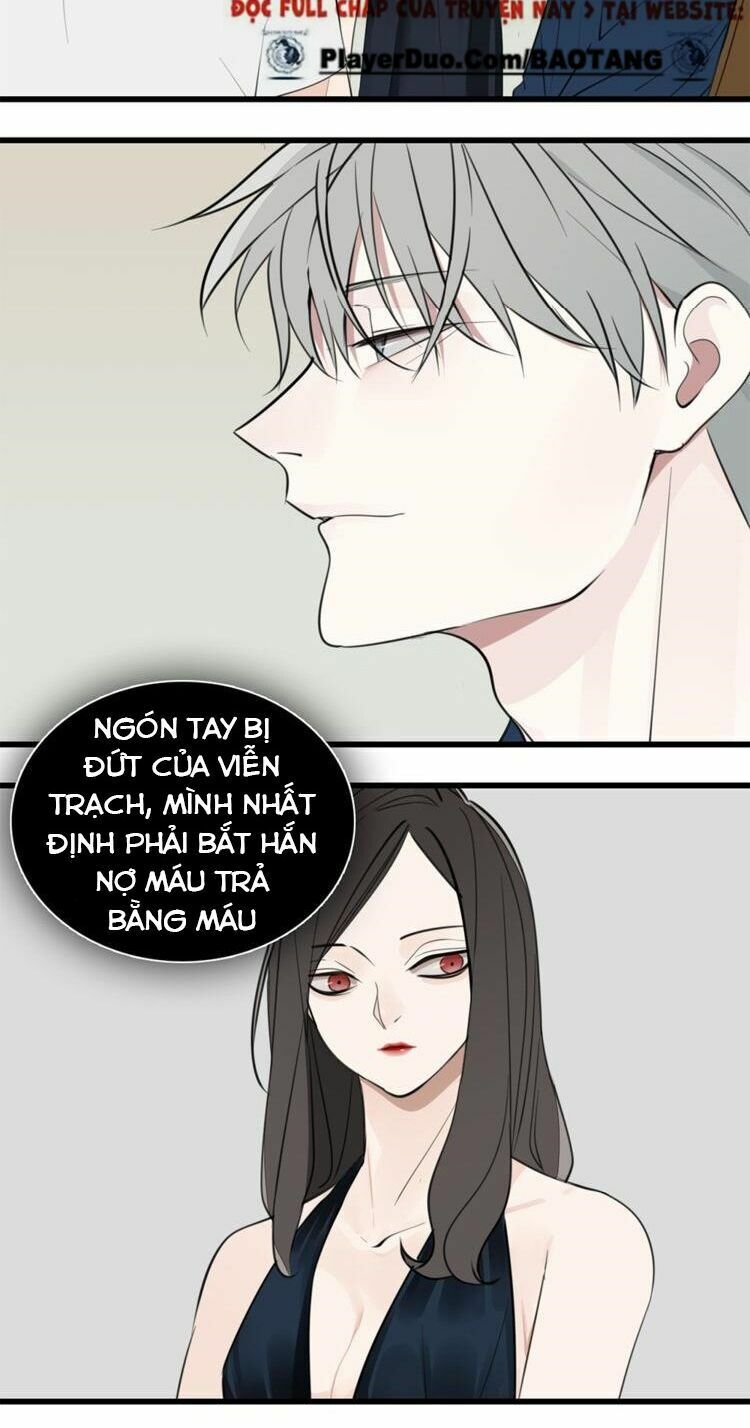 ĐỌC FULL CHAP CỦA TRUYỆN NÀY > TẠI WEBSITE:
PlayerDuo.Com/BAOTANG
NGÓN TAY BỊ
ĐỨT CỦA VIỄN
TRẠCH, MÌNH NHẤT
ĐỊNH PHẢI BẮT HẮN
NỢ MÁU TRẢ
BẰNG MÁU